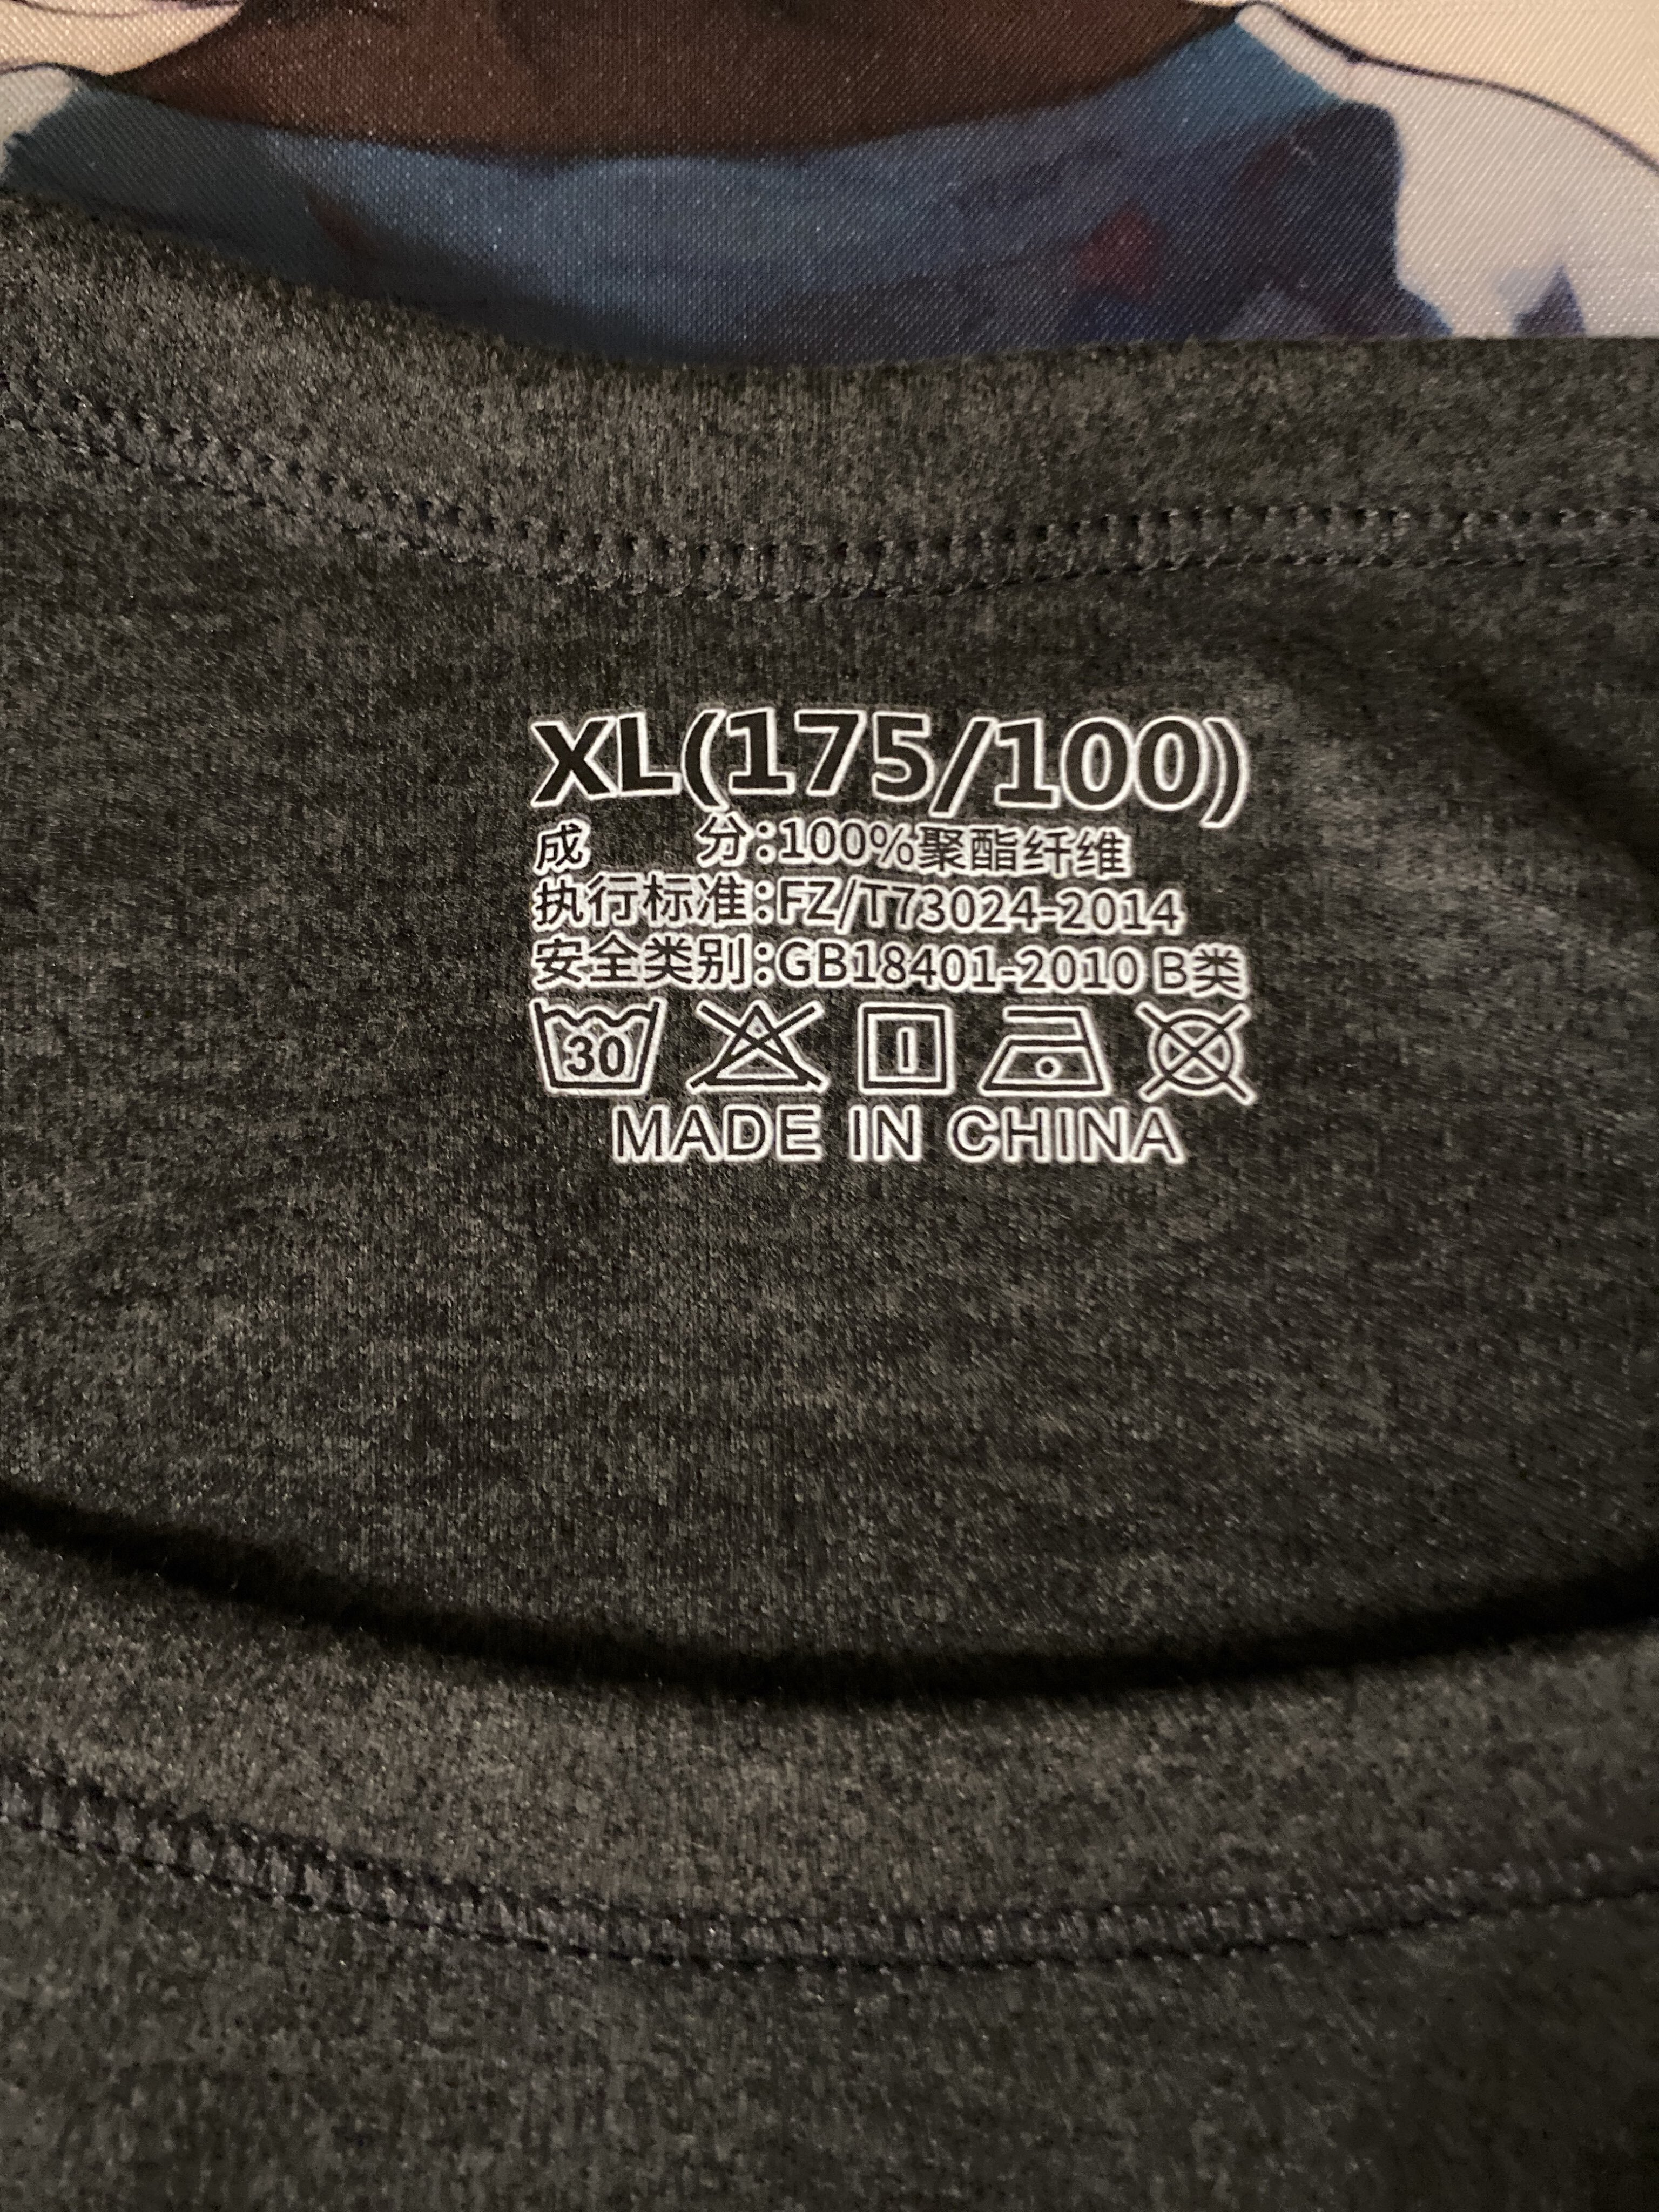 XL(175/100)
成 分:100%聚酯纤维
执行标准:FZ/T73024-2014
安全类别:GB18401-2010 B类
30
MADE IN CHINA